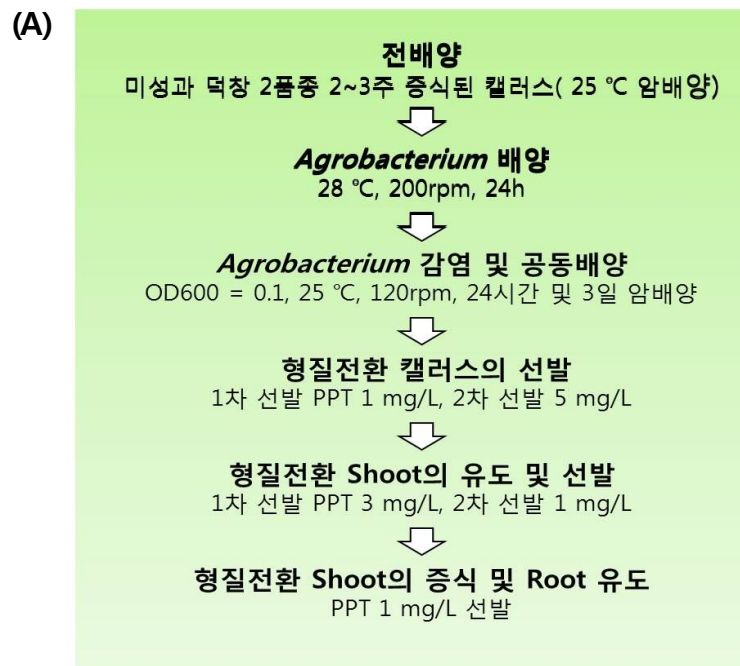 (A)
전배양
미성과 덕창 2품종 2~3주 증식된 캘러스( 25 ℃ 암배양)
Agrobacterium 배양
28 ℃, 200rpm, 24h
Agrobacterium 감염 및 공동배양
OD600 = 0.1, 25 ℃, 120rpm, 24시간 및 3일 암배양
형질전환 캘러스의 선발
1차 선발 PPT 1 mg/L, 2차 선발 5 mg/L
형질전환 Shoot의 유도 및 선발
1차 선발 PPT 3 mg/L, 2차 선발 1 mg/L
형질전환 Shoot의 증식 및 Root 유도
PPT 1 mg/L 선발